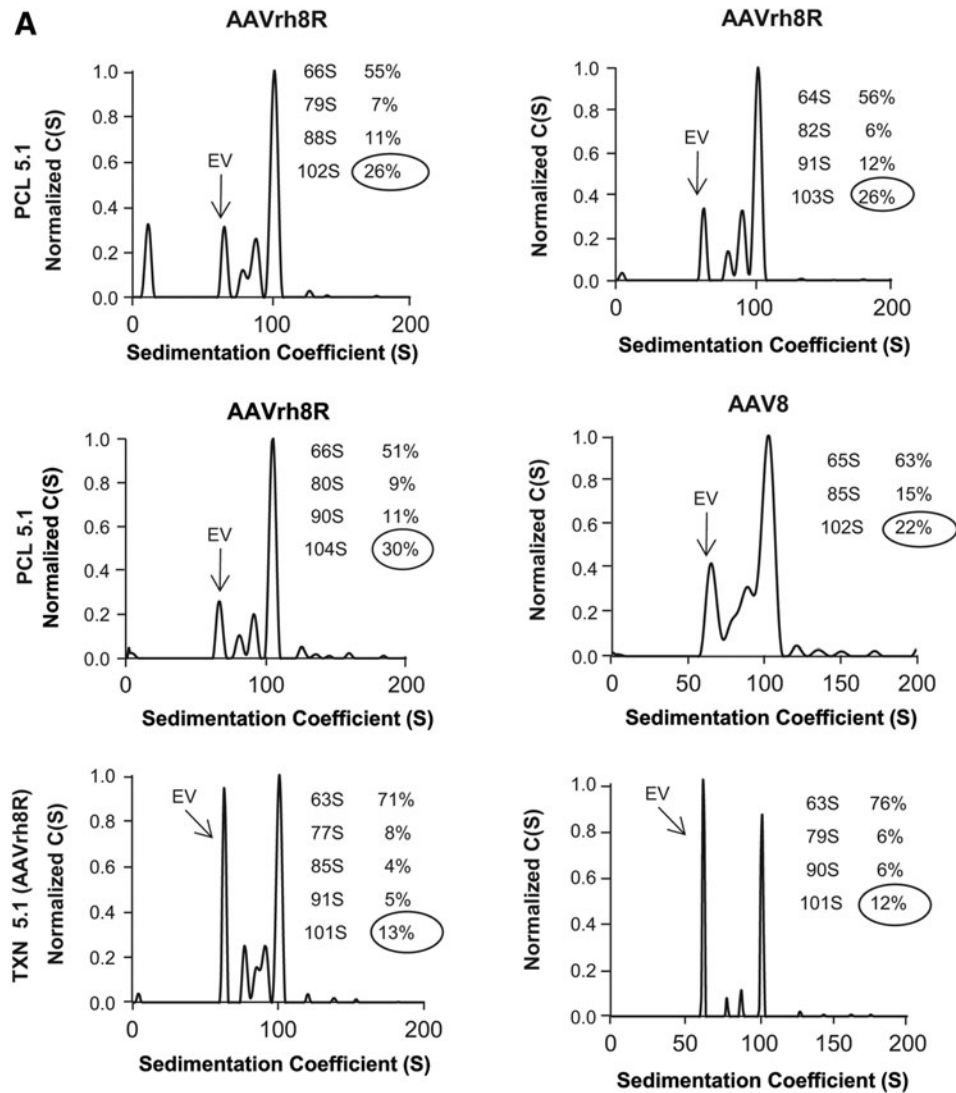 A
AAVrh8R
PCL 5.1
Normalized C(S)
1.0
0.8
0.6
0.4
0.2
0.0
EV
66S 55%
79S 7%
88S 11%
102S 26%
0 100 200
Sedimentation Coefficient (S)
AAVrh8R
Normalized C(S)
1.0
0.8
0.6
0.4
0.2
0.0
EV
64S 56%
82S 6%
91S 12%
103S 26%
0 100 200
Sedimentation Coefficient (S)
AAVrh8R
PCL 5.1
Normalized C(S)
1.0
0.8
0.6
0.4
0.2
0.0
EV
66S 51%
80S 9%
90S 11%
104S 30%
0 100 200
Sedimentation Coefficient (S)
AAV8
Normalized C(S)
1.0
0.8
0.6
0.4
0.2
0.0
EV
65S 63%
85S 15%
102S 22%
0 50 100 150 200
Sedimentation Coefficient (S)
TXN 5.1 (AAVrh8R)
Normalized C(S)
1.0
0.8
0.6
0.4
0.2
0.0
EV
63S 71%
77S 8%
85S 4%
91S 5%
101S 13%
0 100 200
Sedimentation Coefficient (S)
Normalized C(S)
1.0
0.8
0.6
0.4
0.2
0.0
EV
63S 76%
79S 6%
90S 6%
101S 12%
0 50 100 150 200
Sedimentation Coefficient (S)